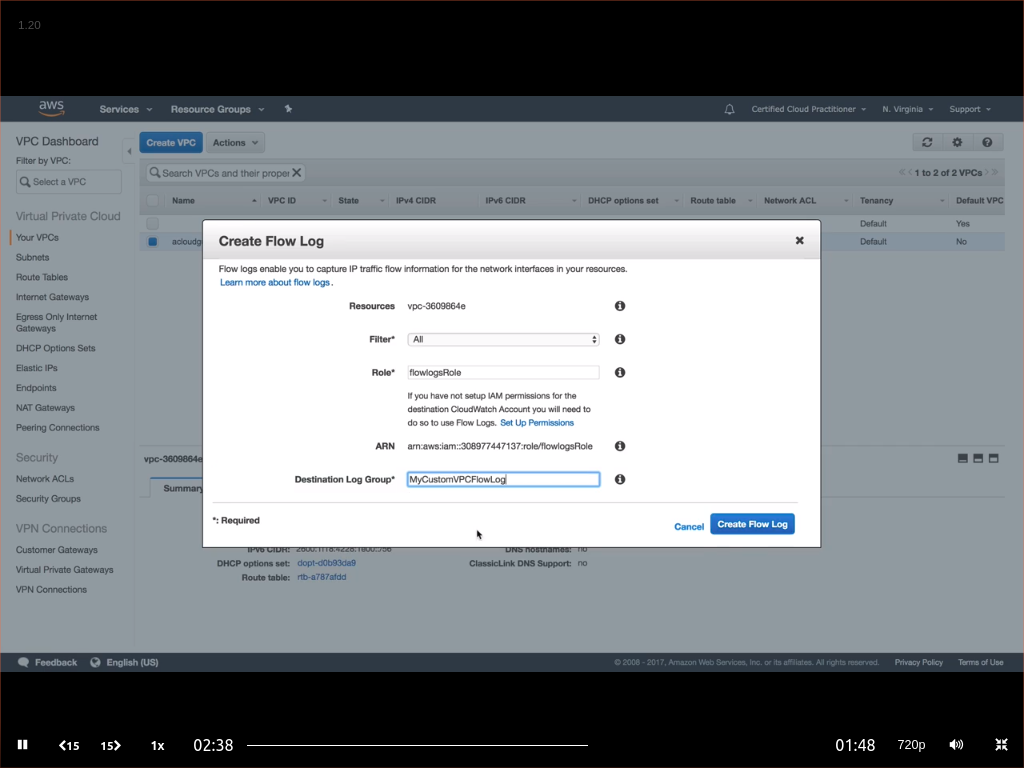 1.20
aws Services Resource Groups Certified Cloud Practitioner N. Virginia Support
VPC Dashboard
Filter by VPC:
Select a VPC
Virtual Private Cloud
Your VPCs
Subnets
Route Tables
Internet Gateways
Egress Only Internet
Gateways
DHCP Options Sets
Elastic IPs
Endpoints
NAT Gateways
Peering Connections
Security
Network ACLs
Security Groups
VPN Connections
Customer Gateways
Virtual Private Gateways
VPN Connections
Create VPC Actions
Search VPCs and their proper 1 to 2 of 2 VPCs
Name VPC ID State IPv4 CIDR IPv6 CIDR DHCP options set Route table Network ACL Tenancy Default VPC
Default Yes
acloudg Default No
Create Flow Log
Flow logs enable you to capture IP traffic flow information for the network interfaces in your resources.
Learn more about flow logs.
Resources vpc-3609864e
Filter* All
Role* flowlogsRole
If you have not setup IAM permissions for the
destination CloudWatch Account you will need to
do so to use Flow Logs. Set Up Permissions
ARN arn:aws:iam::308977447137:role/flowlogsRole
Destination Log Group* MyCustomVPCFlowLog
*: Required
Cancel Create Flow Log
vpc-3609864e
Summary
IPv6 CIDR: DNS hostnames: no
DHCP options set: dopt-d0b93da9 ClassicLink DNS Support: no
Route table: rtb-a787afdd
Feedback English (US) © 2008 - 2017, Amazon Web Services, Inc. or its affiliates. All rights reserved. Privacy Policy Terms of Use
15 15 1x 02:38 01:48 720p